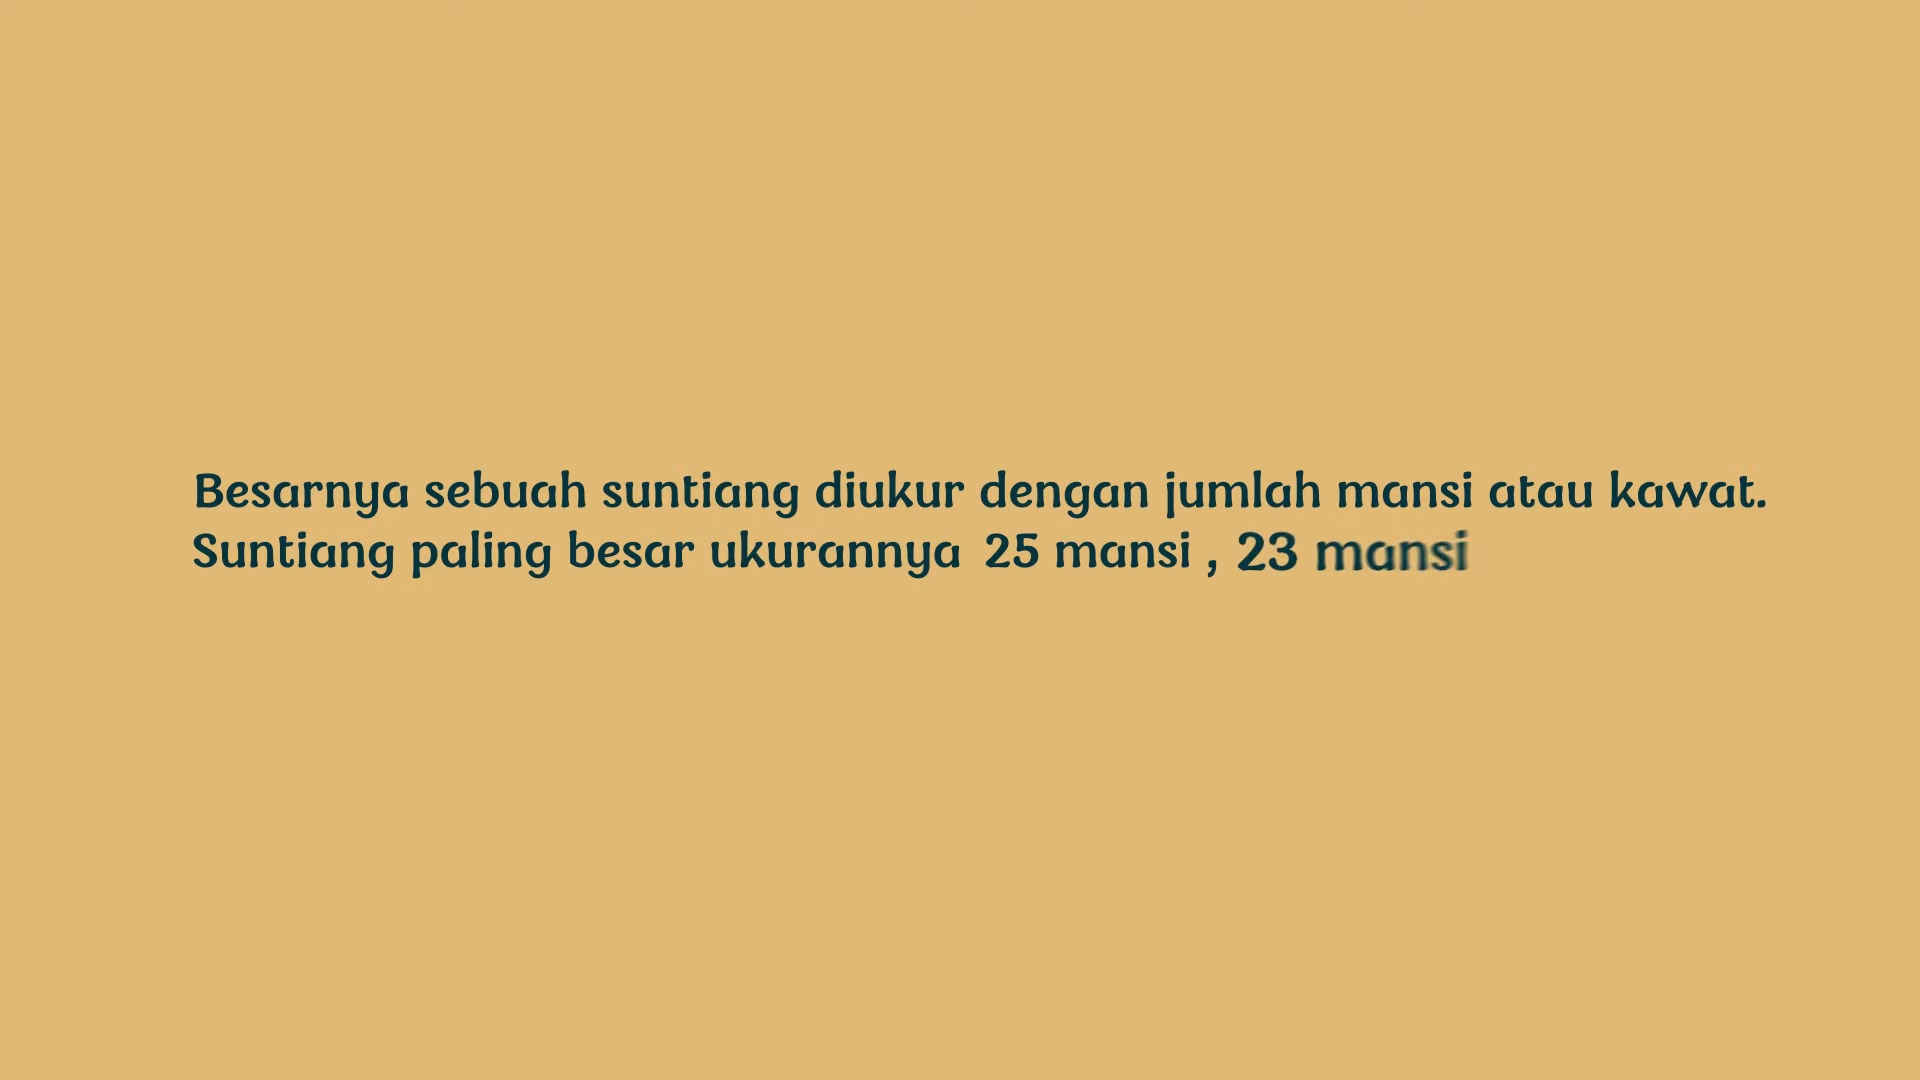 Besarnya sebuah suntiang diukur dengan jumlah mansi atau kawat.
Suntiang paling besar ukurannya 25 mansi , 23 mansi